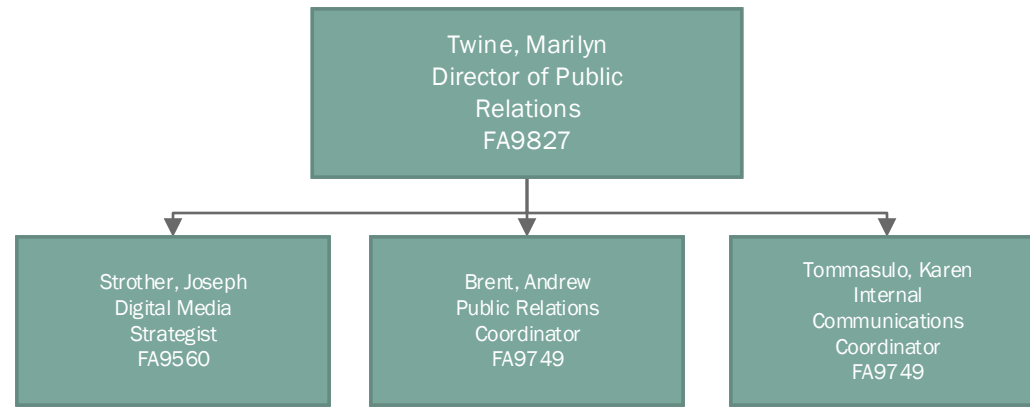 Twine, Marilyn
Director of Public
Relations
FA9827
Strother, Joseph
Digital Media
Strategist
FA9560
Brent, Andrew
Public Relations
Coordinator
FA9749
Tommasulo, Karen
Internal
Communications
Coordinator
FA9749